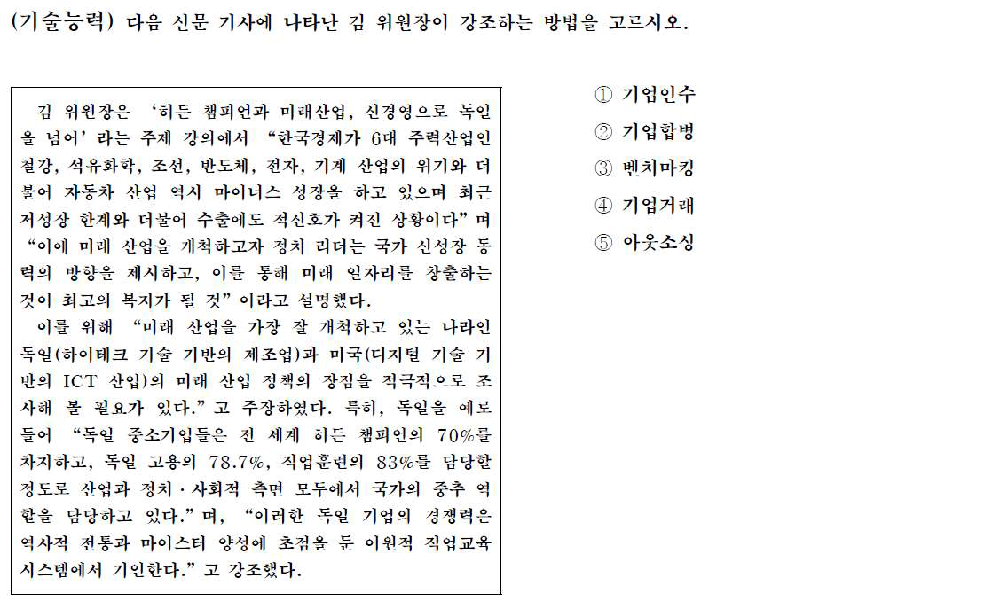 (기술능력) 다음 신문 기사에 나타난 김 위원장이 강조하는 방법을 고르시오.
김 위원장은 ‘히든 챔피언과 미래산업, 신경영으로 독일
을 넘어’ 라는 주제 강의에서 “한국경제가 6대 주력산업인
철강, 석유화학, 조선, 반도체, 전자, 기계 산업의 위기와 더
불어 자동차 산업 역시 마이너스 성장을 하고 있으며 최근
저성장 한계와 더불어 수출에도 적신호가 켜진 상황이다” 며
“이에 미래 산업을 개척하고자 정치 리더는 국가 신성장 동
력의 방향을 제시하고, 이를 통해 미래 일자리를 창출하는
것이 최고의 복지가 될 것” 이라고 설명했다.
이를 위해 “미래 산업을 가장 잘 개척하고 있는 나라인
독일(하이테크 기술 기반의 제조업)과 미국(디지털 기술 기
반의 ICT 산업)의 미래 산업 정책의 장점을 적극적으로 조
사해 볼 필요가 있다.” 고 주장하였다. 특히, 독일을 예로
들어 “독일 중소기업들은 전 세계 히든 챔피언의 70%를
차지하고, 독일 고용의 78.7%, 직업훈련의 83%를 담당할
정도로 산업과 정치·사회적 측면 모두에서 국가의 중추 역
할을 담당하고 있다.” 며, “이러한 독일 기업의 경쟁력은
역사적 전통과 마이스터 양성에 초점을 둔 이원적 직업교육
시스템에서 기인한다.” 고 강조했다.
① 기업인수
② 기업합병
③ 벤치마킹
④ 기업거래
⑤ 아웃소싱